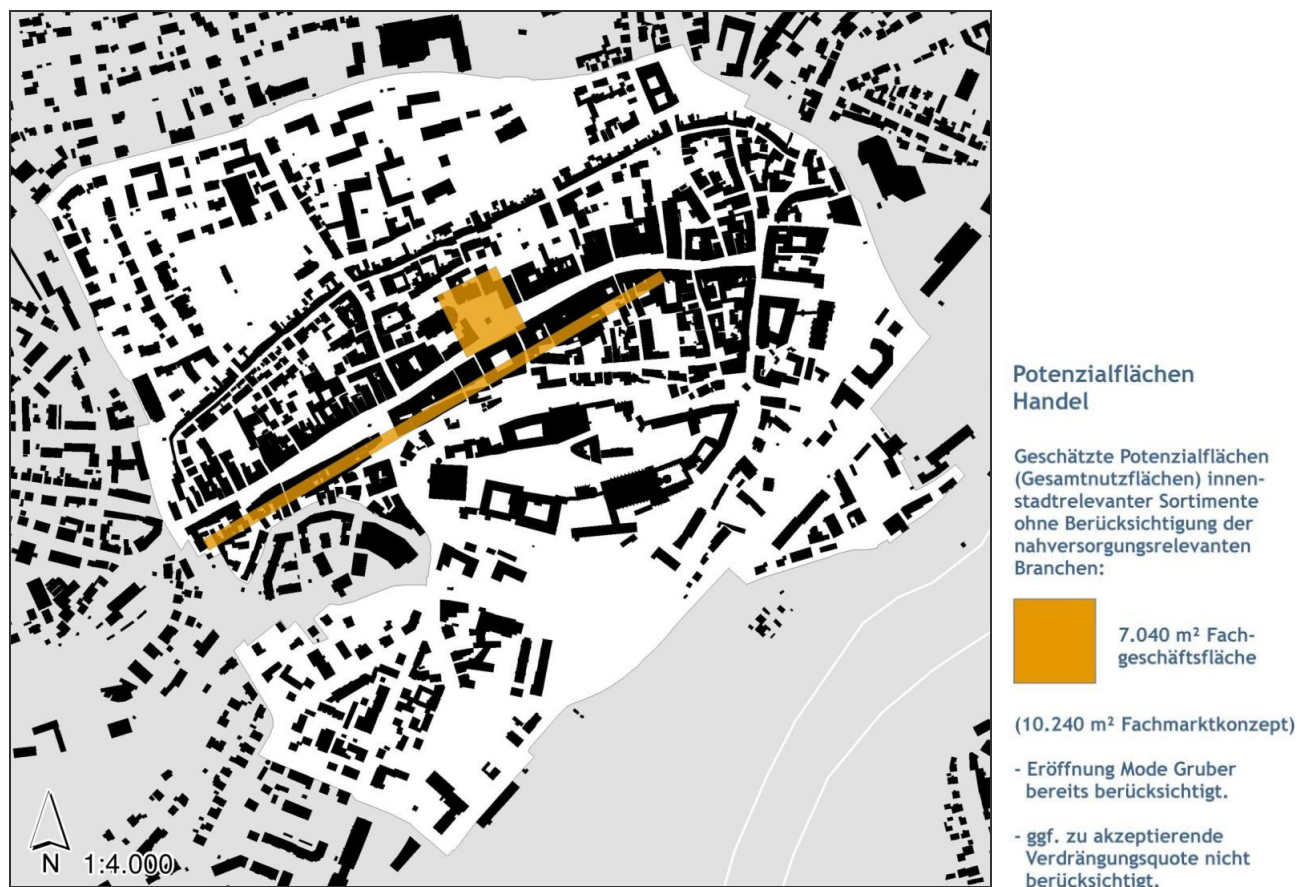 Potenzialflächen
Handel
Geschätzte Potenzialflächen
(Gesamtnutzflächen) innen-
stadtrelevanter Sortimente
ohne Berücksichtigung der
nahversorgungsrelevanten
Branchen:
7.040 m² Fach-
geschäftsfläche
(10.240 m² Fachmarktkonzept)
- Eröffnung Mode Gruber
bereits berücksichtigt.
- ggf. zu akzeptierende
Verdrängungsquote nicht
berücksichtigt.
N 1:4.000